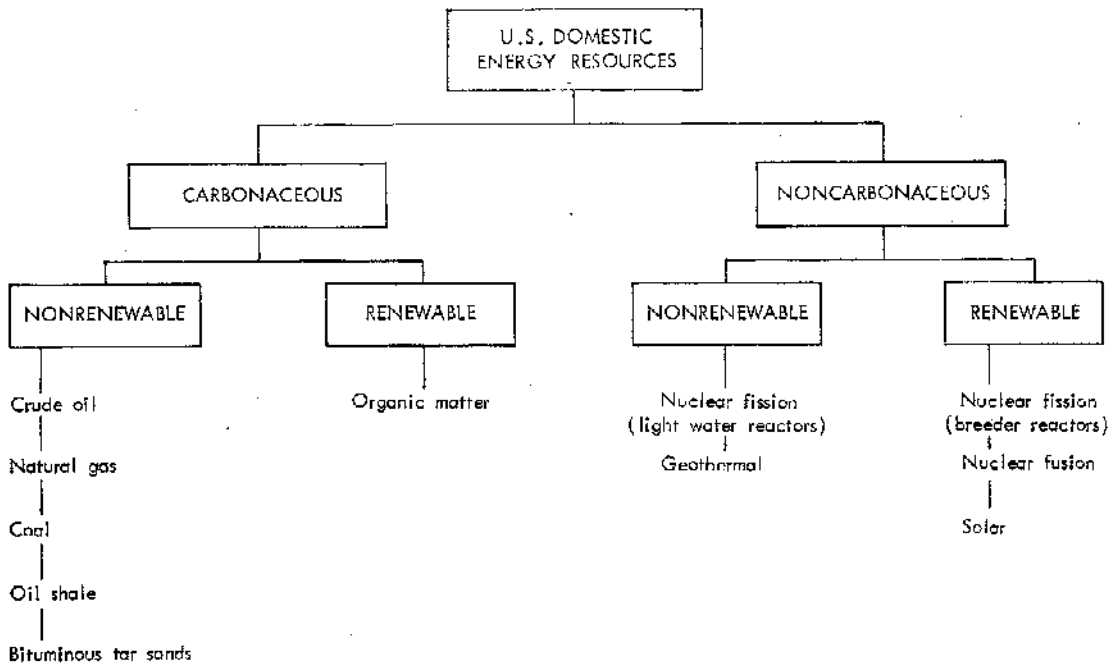 U.S. DOMESTIC
ENERGY RESOURCES
CARBONACEOUS
NONCARBONACEOUS
NONRENEWABLE
RENEWABLE
NONRENEWABLE
RENEWABLE
Crude oil
Natural gas
Coal
Oil shale
Bituminous tar sands
Organic matter
Nuclear fission
(light water reactors)
Geothermal
Nuclear fission
(breeder reactors)
Nuclear fusion
Solar